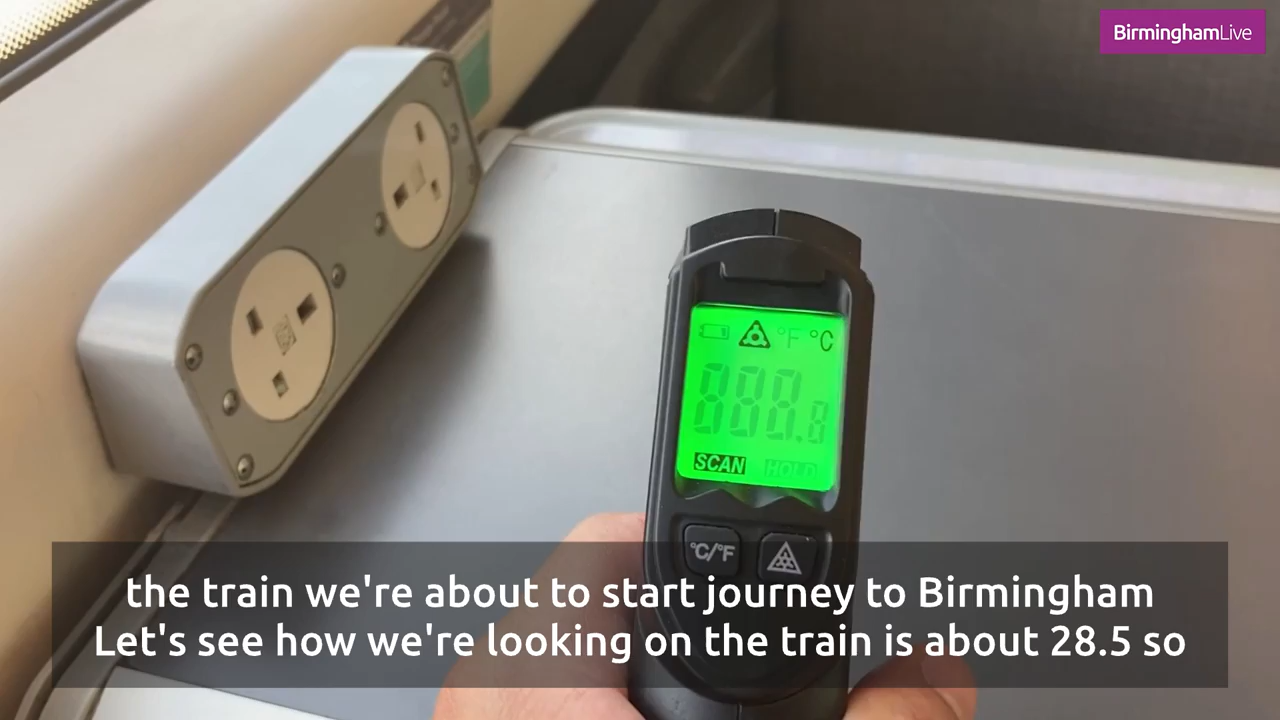 BirminghamLive
°F °C
888.8
SCAN HOLD
°C/°F
the train we're about to start journey to Birmingham
Let's see how we're looking on the train is about 28.5 so